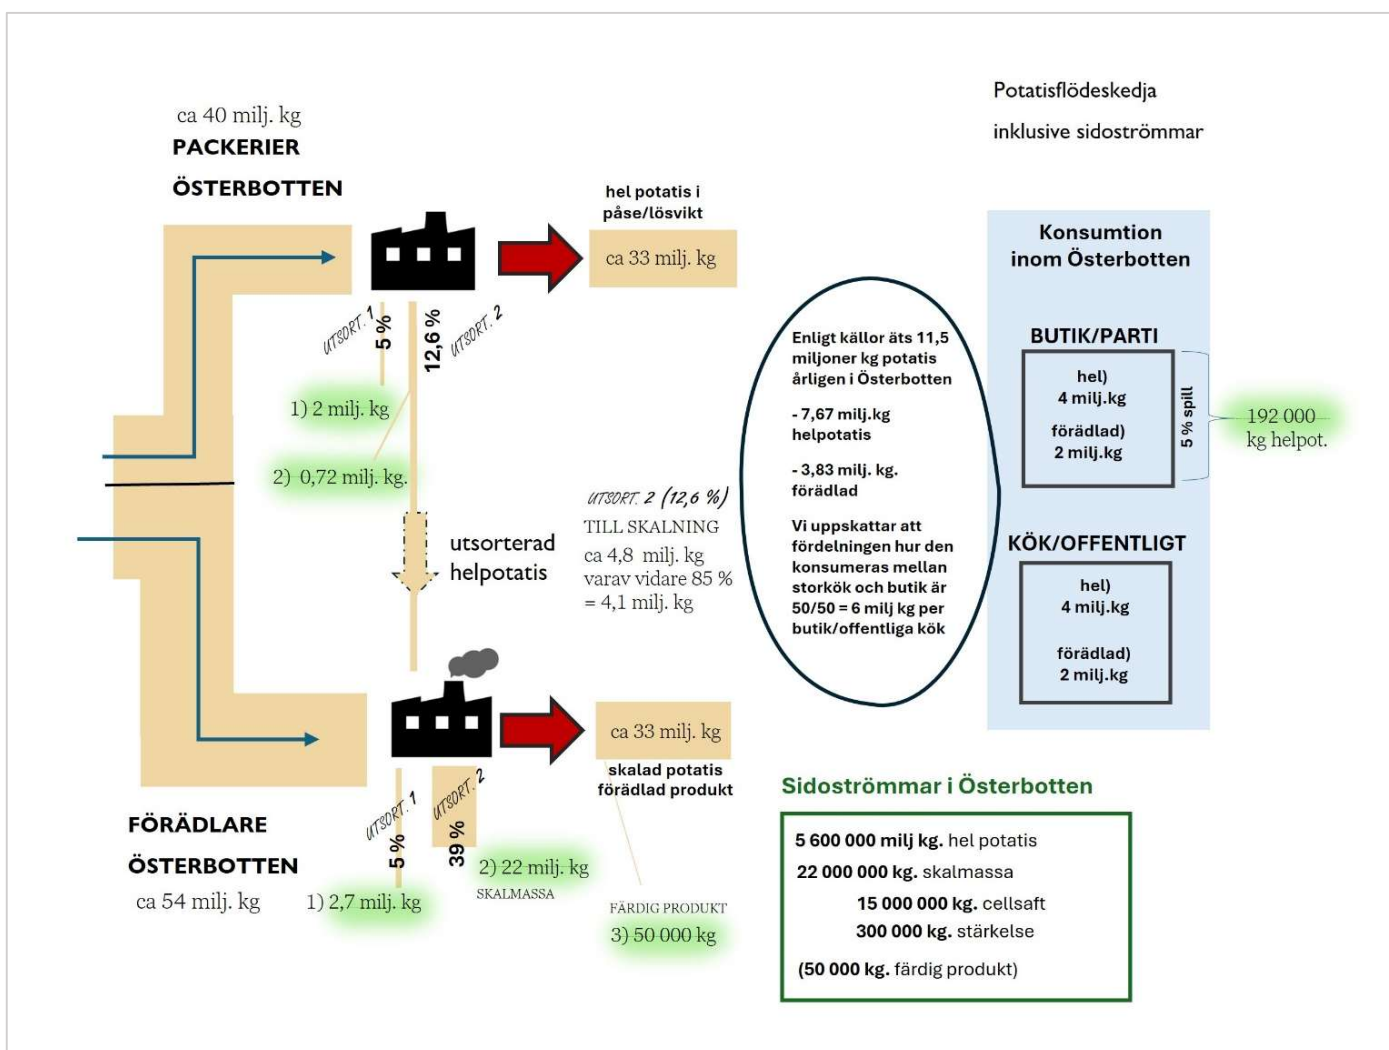 Potatisflödeskedja
inklusive sidoströmmar
ca 40 milj. kg
PACKERIER
ÖSTERBOTTEN
hel potatis i
påse/lösvikt
ca 33 milj. kg
UTSORT. 1
5 %
12,6 %
UTSORT. 2
1) 2 milj. kg
2) 0,72 milj. kg.
utsorterad
helpotatis
UTSORT. 2 (12,6 %)
TILL SKALNING
ca 4,8 milj. kg
varav vidare 85 %
= 4,1 milj. kg
Enligt källor äts 11,5
miljoner kg potatis
årligen i Österbotten
- 7,67 milj.kg
helpotatis
- 3,83 milj. kg.
förädlad
Vi uppskattar att
fördelningen hur den
konsumeras mellan
storkök och butik är
50/50 = 6 milj kg per
butik/offentliga kök
Konsumtion
inom Österbotten
BUTIK/PARTI
hel)
4 milj.kg
förädlad)
2 milj.kg
5 % spill
192 000
kg helpot.
KÖK/OFFENTLIGT
hel)
4 milj.kg
förädlad)
2 milj.kg
ca 33 milj. kg
skalad potatis
förädlad produkt
FÖRÄDLARE
ÖSTERBOTTEN
ca 54 milj. kg
UTSORT. 1
5 %
UTSORT. 2
39 %
1) 2,7 milj. kg
2) 22 milj. kg
SKALMASSA
FÄRDIG PRODUKT
3) 50 000 kg
Sidoströmmar i Österbotten
5 600 000 milj kg. hel potatis
22 000 000 kg. skalmassa
15 000 000 kg. cellsaft
300 000 kg. stärkelse
(50 000 kg. färdig produkt)